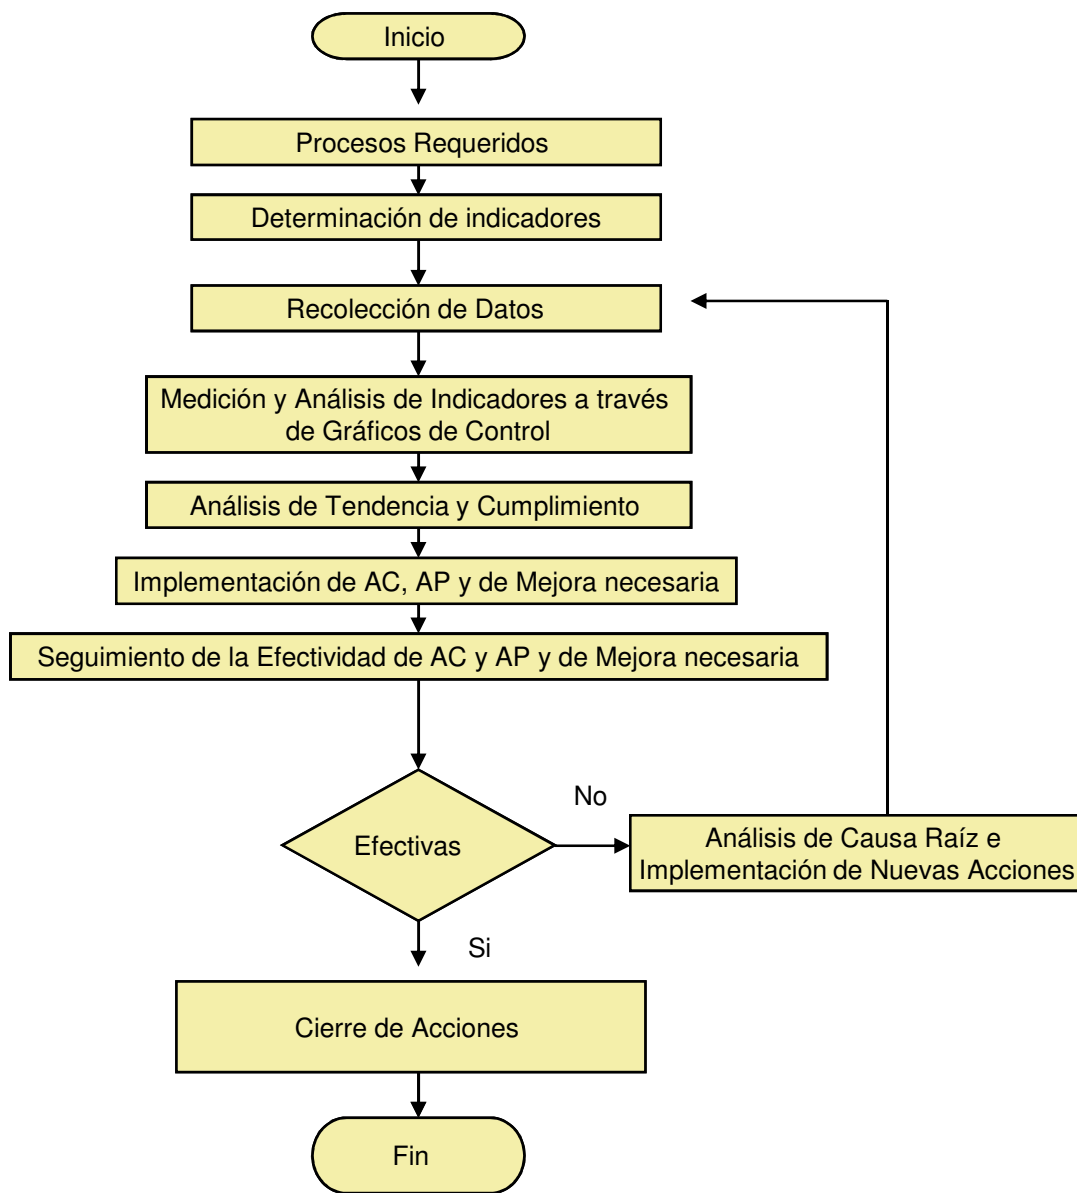 Inicio
Procesos Requeridos
Determinación de indicadores
Recolección de Datos
Medición y Análisis de Indicadores a través
de Gráficos de Control
Análisis de Tendencia y Cumplimiento
Implementación de AC, AP y de Mejora necesaria
Seguimiento de la Efectividad de AC y AP y de Mejora necesaria
Efectivas
No
Análisis de Causa Raíz e
Implementación de Nuevas Acciones
Si
Cierre de Acciones
Fin